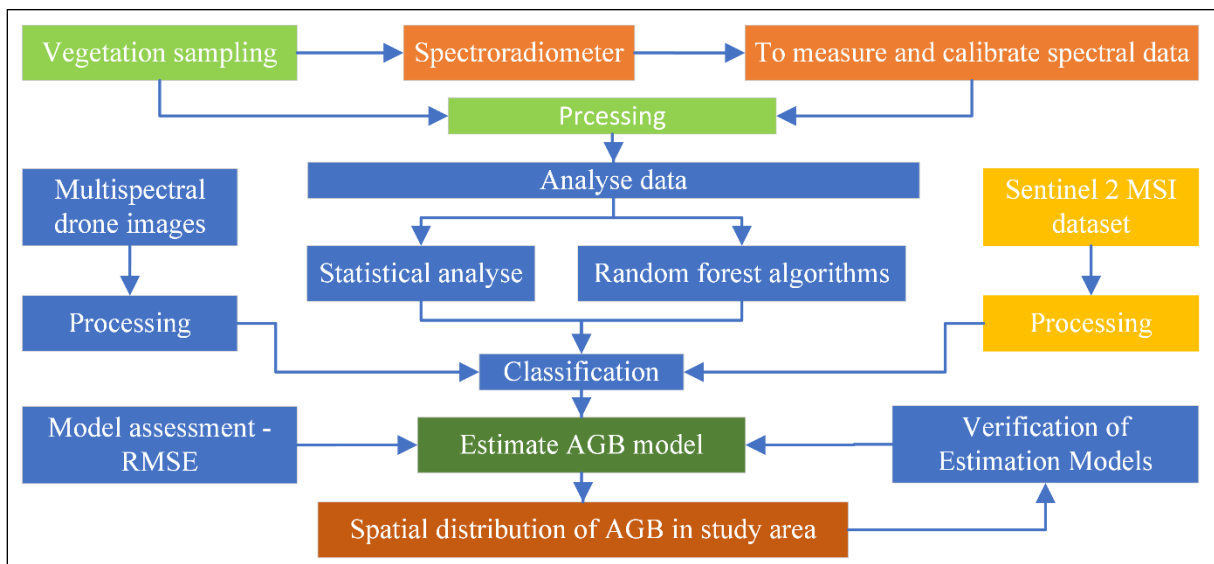 Vegetation sampling
Spectroradiometer
To measure and calibrate spectral data
Prcessing
Analyse data
Multispectral
drone images
Sentinel 2 MSI
dataset
Statistical analyse
Random forest algorithms
Processing
Processing
Classification
Model assessment -
RMSE
Estimate AGB model
Verification of
Estimation Models
Spatial distribution of AGB in study area